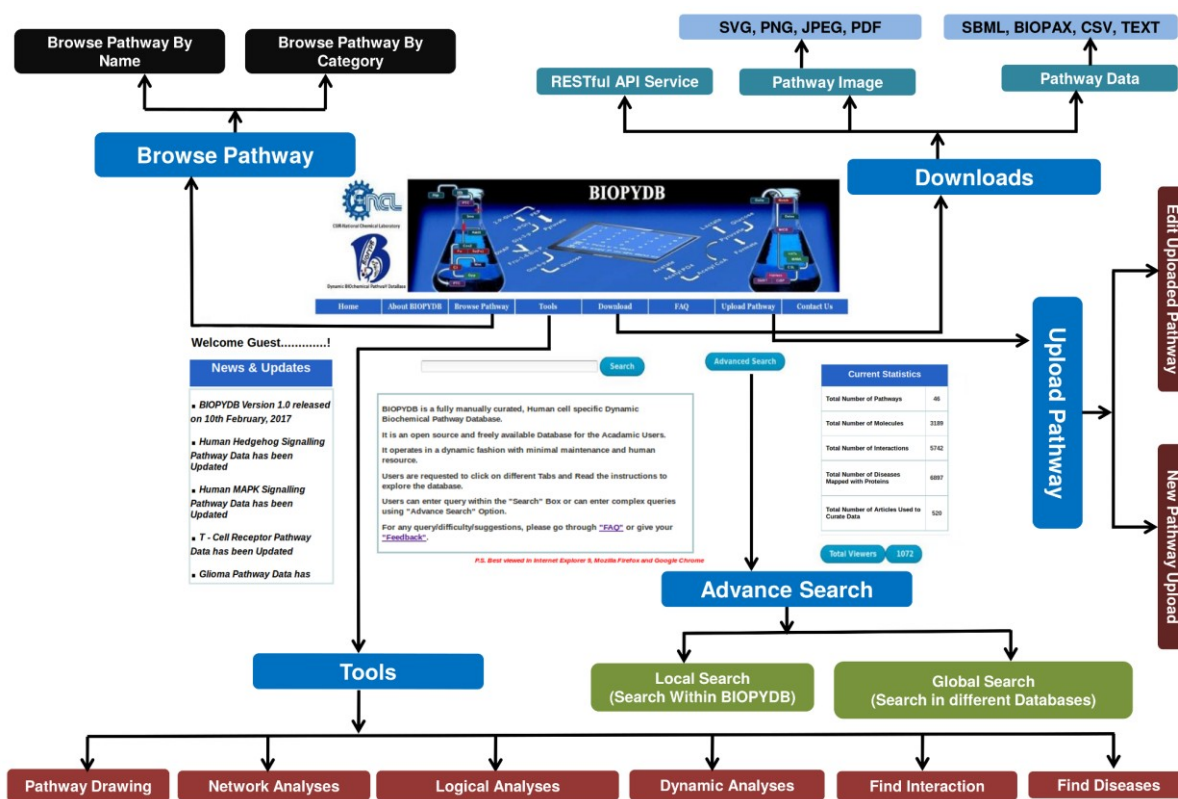 SVG, PNG, JPEG, PDF
SBML, BIOPAX, CSV, TEXT
Browse Pathway By
Name
Browse Pathway By
Category
RESTful API Service
Pathway Image
Pathway Data
Browse Pathway
Downloads
BIOPYDB
CSIR-National Chemical Laboratory
Dynamic BIOchemical PathwaY DataBase
Home
About BIOPYDB
Browse Pathway
Tools
Download
FAQ
Upload Pathway
Contact Us
Edit Uploaded Pathway
Upload Pathway
New Pathway Upload
Welcome Guest.............!
News & Updates
BIOPYDB Version 1.0 released
on 10th February, 2017
Human Hedgehog Signalling
Pathway Data has been
Updated
Human MAPK Signalling
Pathway Data has been
Updated
T - Cell Receptor Pathway
Data has been Updated
Glioma Pathway Data has
Search
Advanced Search
BIOPYDB is a fully manually curated, Human cell specific Dynamic
Biochemical Pathway Database.
It is an open source and freely available Database for the Acadamic Users.
It operates in a dynamic fashion with minimal maintenance and human
resource.
Users are requested to click on different Tabs and Read the instructions to
explore the database.
Users can enter query within the "Search" Box or can enter complex queries
using "Advance Search" Option.
For any query/difficulty/suggestions, please go through "FAQ" or give your
"Feedback".
P.S. Best viewed in Internet Explorer 9, Mozilla Firefox and Google Chrome
Current Statistics
Total Number of Pathways 46
Total Number of Molecules 3189
Total Number of Interactions 5742
Total Number of Diseases
Mapped with Proteins 6897
Total Number of Articles Used to
Curate Data 520
Total Viewers 1072
Advance Search
Local Search
(Search Within BIOPYDB)
Global Search
(Search in different Databases)
Tools
Pathway Drawing
Network Analyses
Logical Analyses
Dynamic Analyses
Find Interaction
Find Diseases